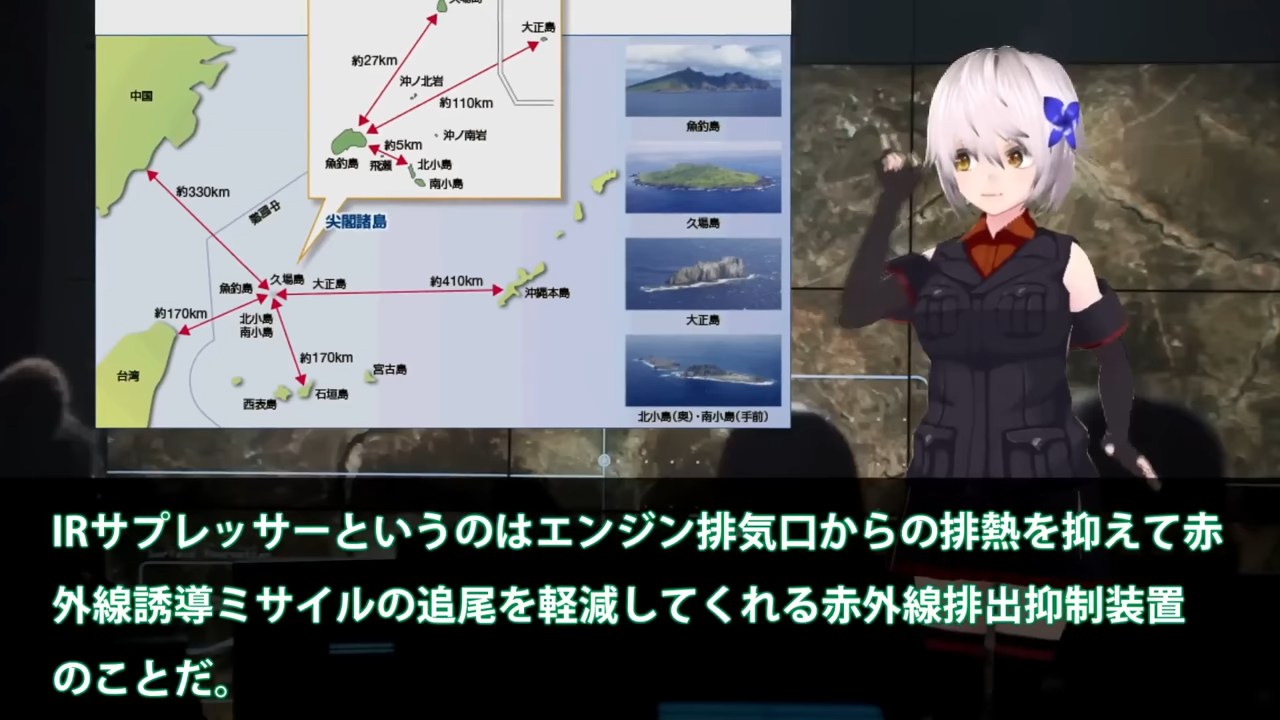 久場島
大正島
約27km
沖ノ北岩
約110km
沖ノ南岩
約5km
魚釣島
飛瀬
北小島
南小島
中国
約330km
中間線
尖閣諸島
久場島
大正島
魚釣島
約410km
沖縄本島
約170km
北小島
南小島
約170km
宮古島
台湾
石垣島
西表島
魚釣島
久場島
大正島
北小島(奥)・南小島(手前)
IRサプレッサーというのはエンジン排気口からの排熱を抑えて赤
外線誘導ミサイルの追尾を軽減してくれる赤外線排出抑制装置
のことだ。